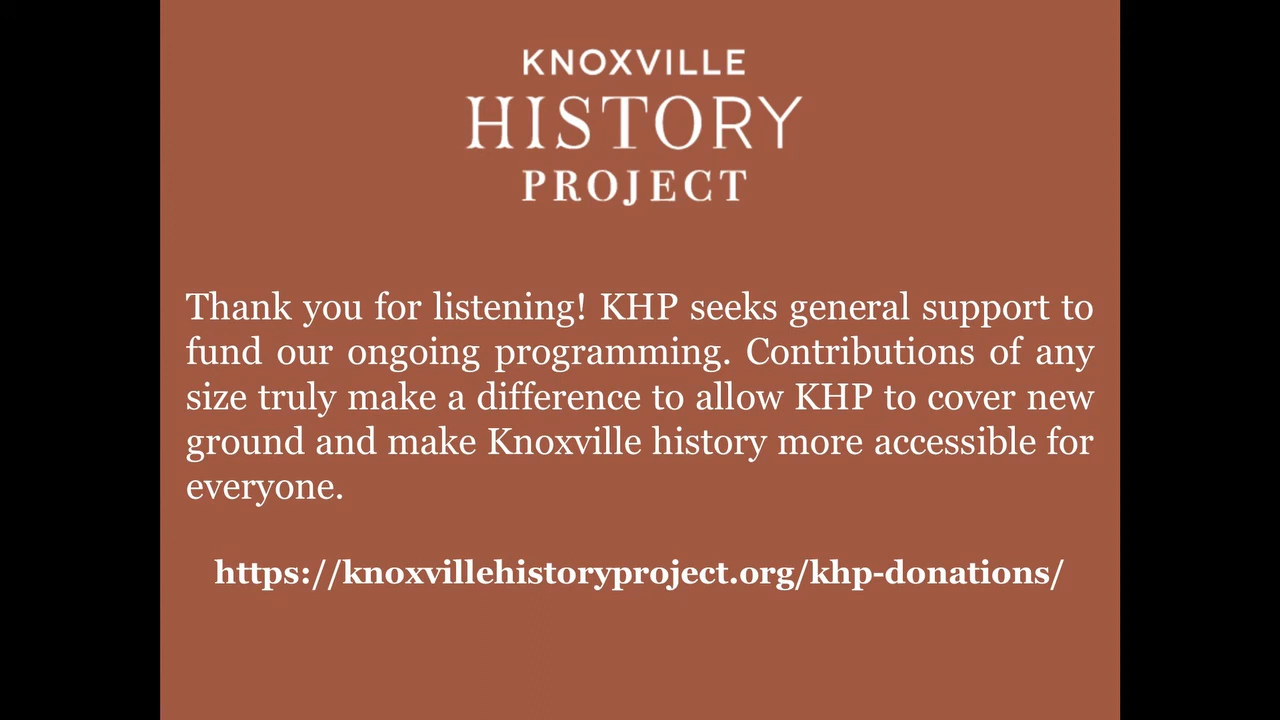 KNOXVILLE
HISTORY
PROJECT
Thank you for listening! KHP seeks general support to
fund our ongoing programming. Contributions of any
size truly make a difference to allow KHP to cover new
ground and make Knoxville history more accessible for
everyone.
https://knoxvillehistoryproject.org/khp-donations/